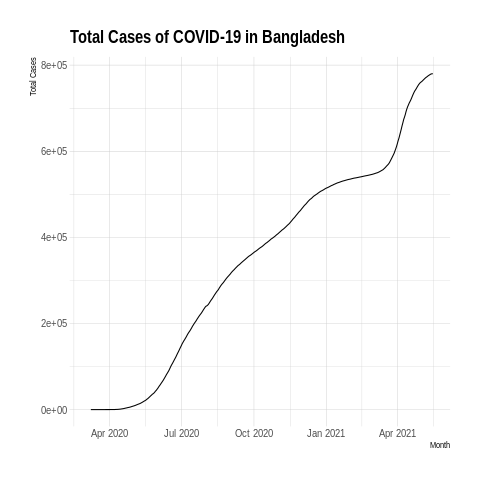 Total Cases of COVID-19 in Bangladesh
Total Cases
8e+05
6e+05
4e+05
2e+05
0e+00
Apr 2020 Jul 2020 Oct 2020 Jan 2021 Apr 2021
Month